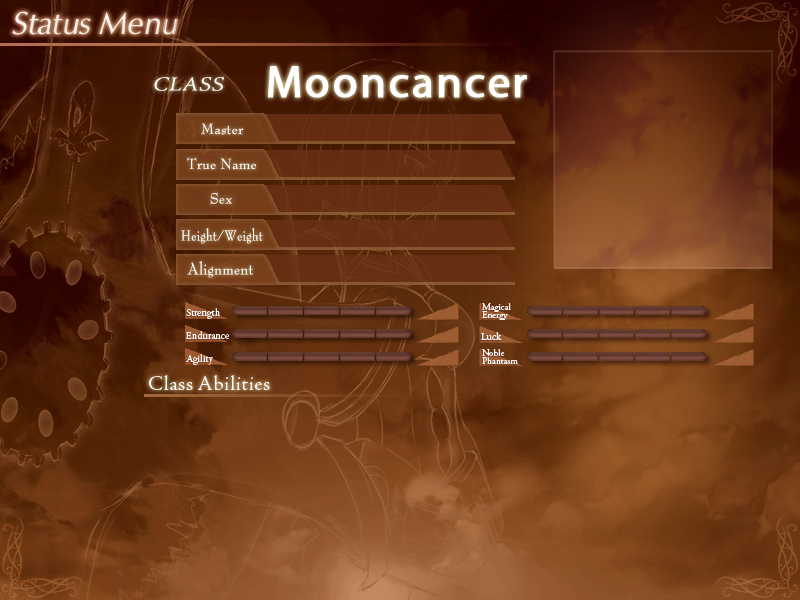 Status Menu
CLASS Mooncancer
Master
True Name
Sex
Height/Weight
Alignment
Strength
Magical
Energy
Endurance
Luck
Agility
Noble
Phantasm
Class Abilities